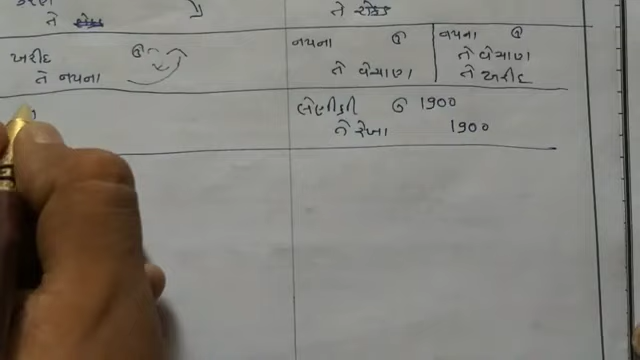 તે
તે રોકડ
ખરીદ ઉ
તે નયના
નયના ઉ
તે વેચાણ
નયના ઉ
તે વેચાણ
તે ખરીદ
લેણીહૂંડી ઉ 1900
તે રેખા 1900